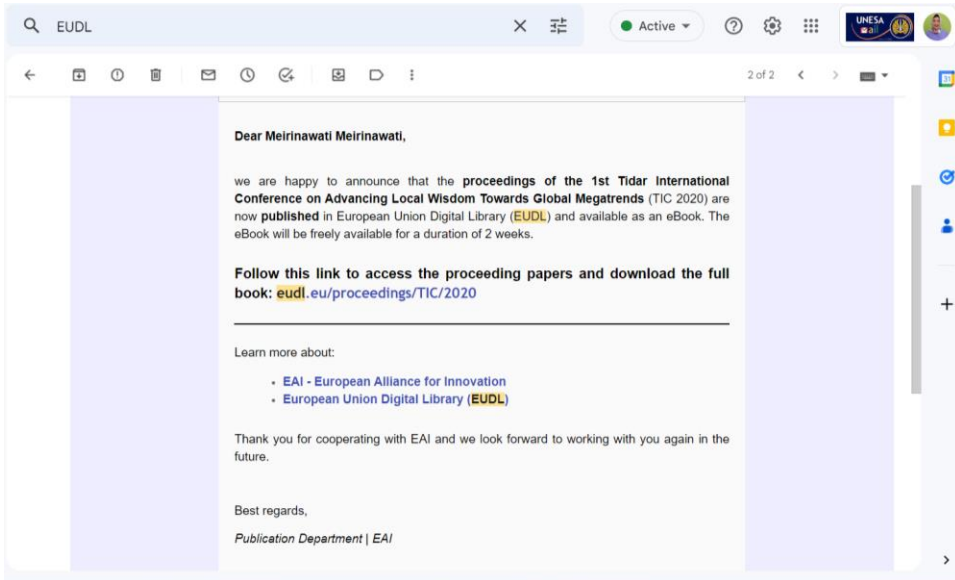 EUDL
Active
UNESA
mail
2 of 2
31
Dear Meirinawati Meirinawati,
we are happy to announce that the proceedings of the 1st Tidar International
Conference on Advancing Local Wisdom Towards Global Megatrends (TIC 2020) are
now published in European Union Digital Library (EUDL) and available as an eBook. The
eBook will be freely available for a duration of 2 weeks.
Follow this link to access the proceeding papers and download the full
book: eudl.eu/proceedings/TIC/2020
Learn more about:
• EAI - European Alliance for Innovation
• European Union Digital Library (EUDL)
Thank you for cooperating with EAI and we look forward to working with you again in the
future.
Best regards,
Publication Department | EAI